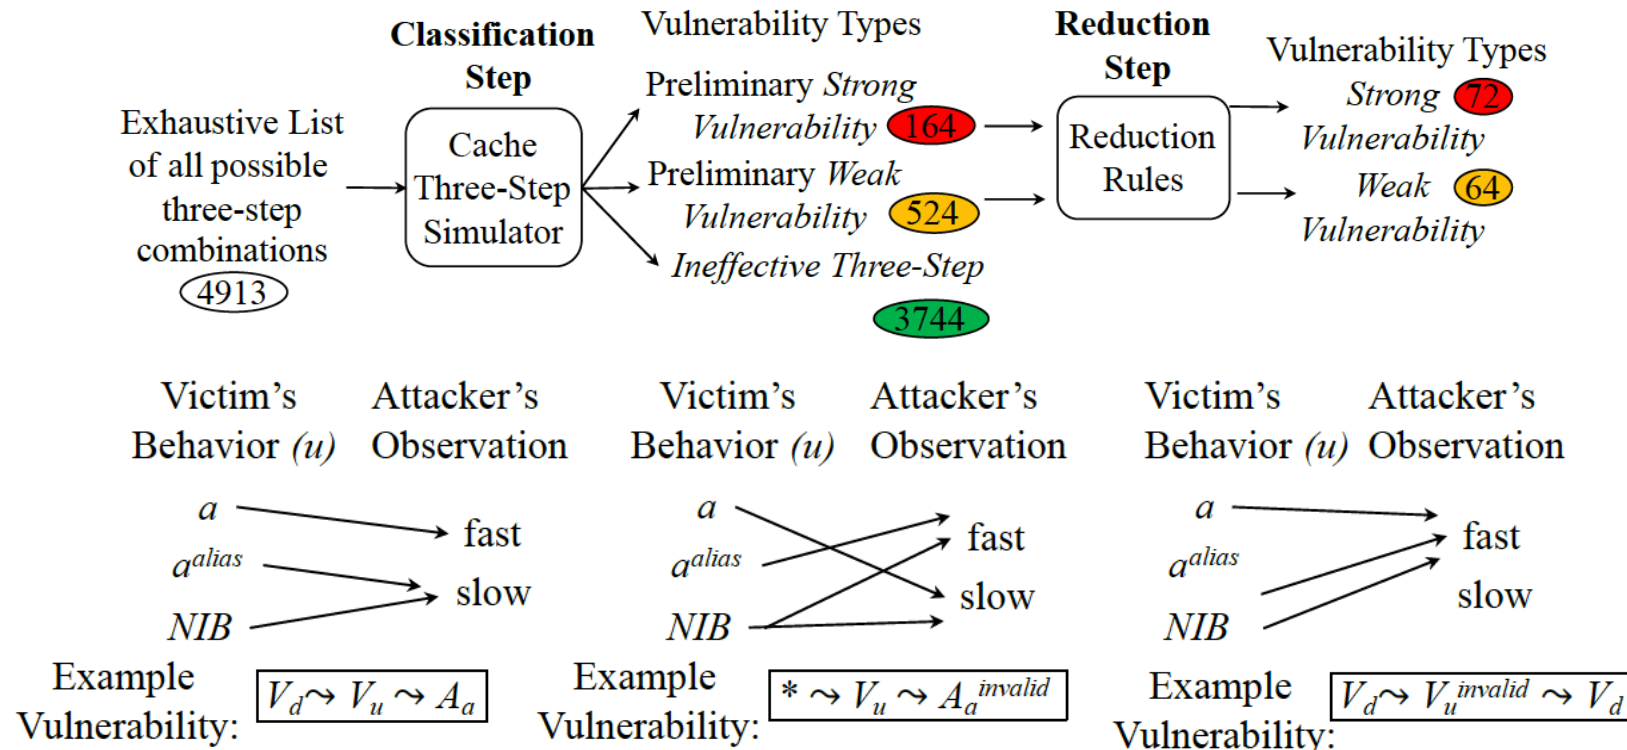 Exhaustive List
of all possible
three-step
combinations
4913
Classification
Step
Cache
Three-Step
Simulator
Vulnerability Types
Preliminary Strong
Vulnerability 164
Preliminary Weak
Vulnerability 524
Ineffective Three-Step
3744
Reduction
Step
Reduction
Rules
Vulnerability Types
Strong 72
Vulnerability
Weak 64
Vulnerability
Victim's
Behavior (u)
Attacker's
Observation
a
a^alias
NIB
fast
slow
Example
Vulnerability:
V_d ⤳ V_u ⤳ A_a
Victim's
Behavior (u)
Attacker's
Observation
a
a^alias
NIB
fast
slow
Example
Vulnerability:
* ⤳ V_u ⤳ A_a^invalid
Victim's
Behavior (u)
Attacker's
Observation
a
a^alias
NIB
fast
slow
Example
Vulnerability:
V_d ⤳ V_u^invalid ⤳ V_d